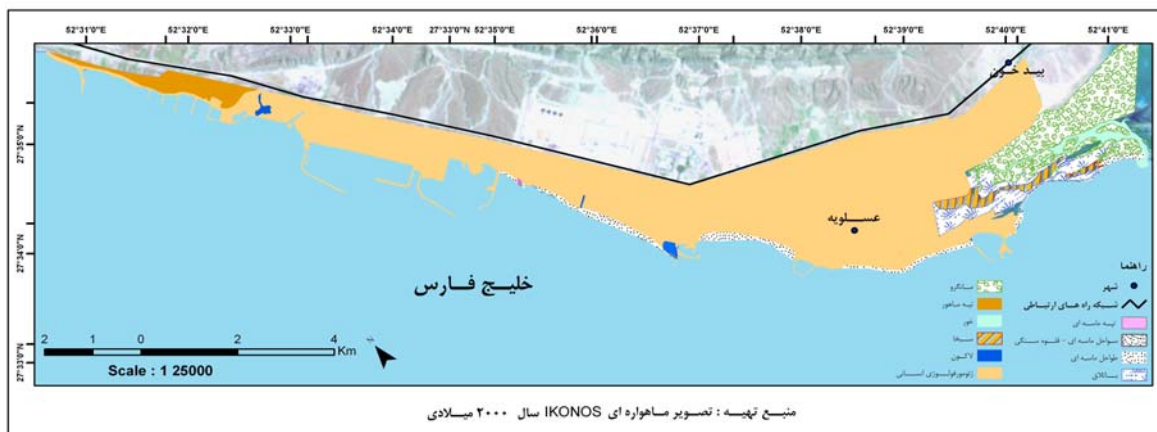 52°31'0"E 52°32'0"E 52°33'0"E 52°34'0"E 27°33'0"N 52°35'0"E 52°36'0"E 52°37'0"E 52°38'0"E 52°39'0"E 52°40'0"E 52°41'0"E
27°35'0"N
27°34'0"N
27°33'0"N
بید خون
عسلویه
خلیج فارس
راهنما
شهر
شبکه راه های ارتباطی
تپه ماسه ای
سواحل ماسه ای - قلوه سنگی
طواحل ماسه ای
باتلاق
مانگرو
تپه ماهور
خور
سدها
لاگون
ژئومورفولوژی انسانی
2 1 0 2 4
Km
Scale : 1 25000
منبع تهیه : تصویر ماهواره ای IKONOS سال ۲۰۰۰ میلادی